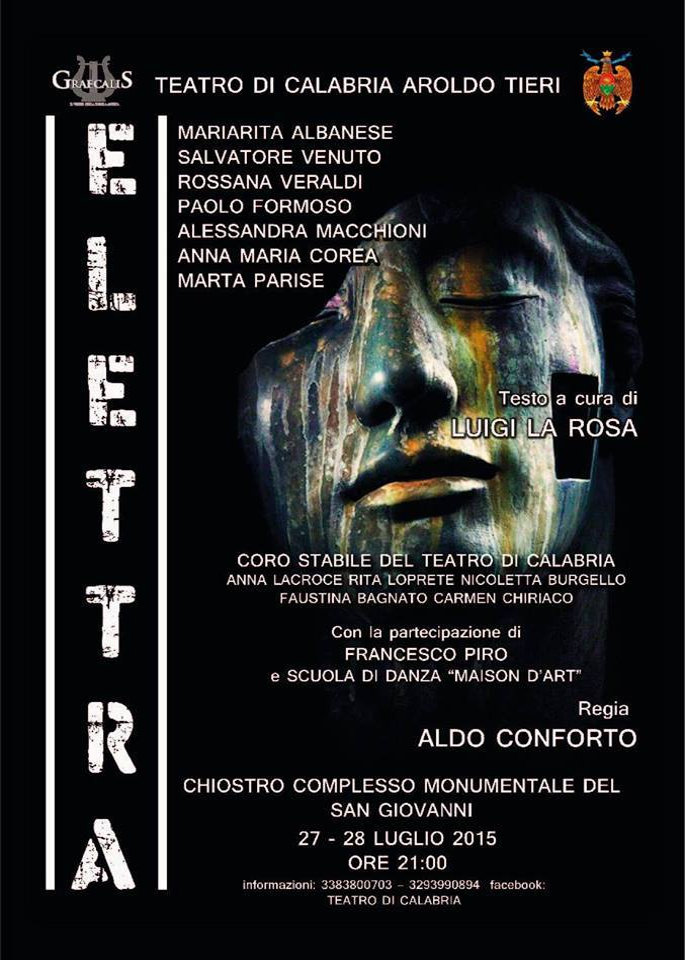 GRAECALIS
TEATRO DI CALABRIA AROLDO TIERI
ELETTRA
MARIARITA ALBANESE
SALVATORE VENUTO
ROSSANA VERALDI
PAOLO FORMOSO
ALESSANDRA MACCHIONI
ANNA MARIA COREA
MARTA PARISE
Testo a cura di
LUIGI LA ROSA
CORO STABILE DEL TEATRO DI CALABRIA
ANNA LACROCE RITA LOPRETE NICOLETTA BURGELLO
FAUSTINA BAGNATO CARMEN CHIRIACO
Con la partecipazione di
FRANCESCO PIRO
e SCUOLA DI DANZA “MAISON D’ART”
Regia
ALDO CONFORTO
CHIOSTRO COMPLESSO MONUMENTALE DEL
SAN GIOVANNI
27 - 28 LUGLIO 2015
ORE 21:00
informazioni: 3383800703 – 3293990894 facebook:
TEATRO DI CALABRIA